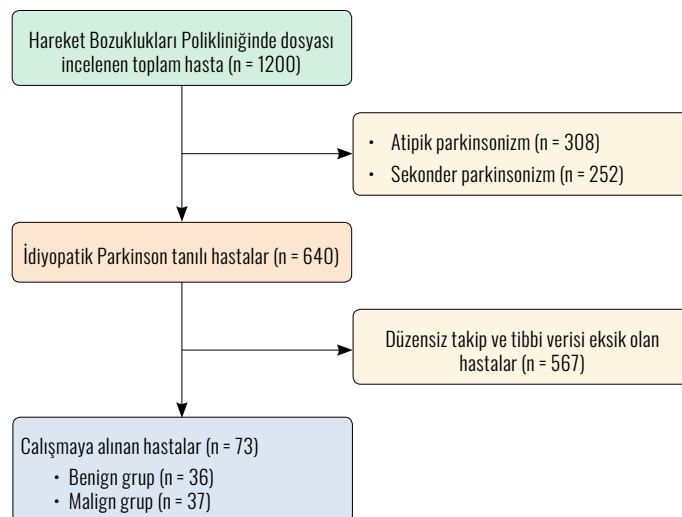 Hareket Bozuklukları Polikliniğinde dosyası
incelenen toplam hasta (n = 1200)
• Atipik parkinsonizm (n = 308)
• Sekonder parkinsonizm (n = 252)
İdiyopatik Parkinson tanılı hastalar (n = 640)
Düzensiz takip ve tibbi verisi eksik olan
hastalar (n = 567)
Calışmaya alınan hastalar (n = 73)
• Benign grup (n = 36)
• Malign grup (n = 37)